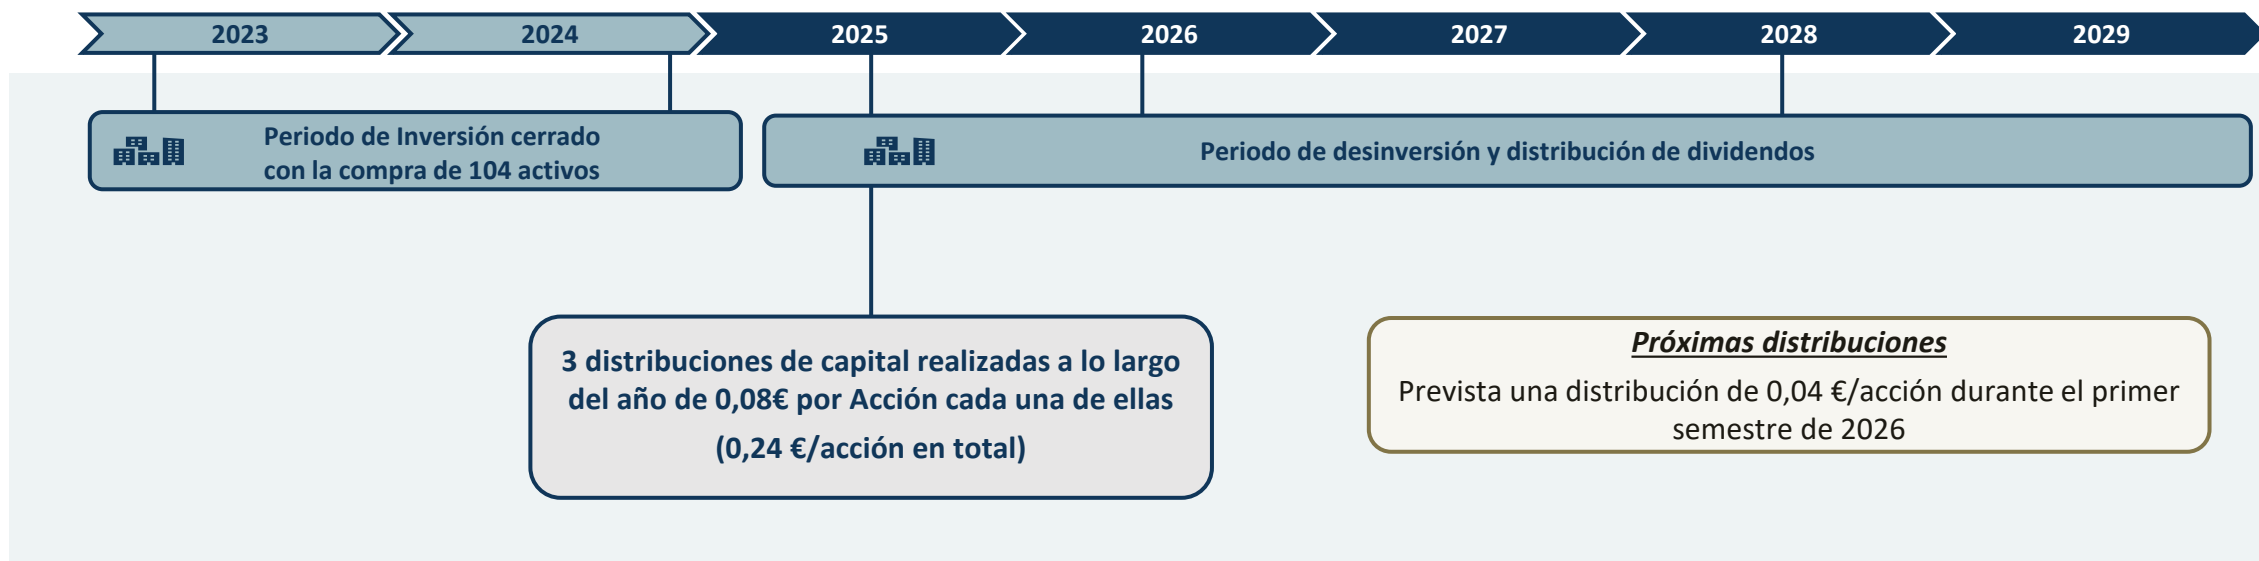 2023
2024
2025
2026
2027
2028
2029
Periodo de Inversión cerrado
con la compra de 104 activos
Periodo de desinversión y distribución de dividendos
3 distribuciones de capital realizadas a lo largo
del año de 0,08€ por Acción cada una de ellas
(0,24 €/acción en total)
Próximas distribuciones
Prevista una distribución de 0,04 €/acción durante el primer
semestre de 2026